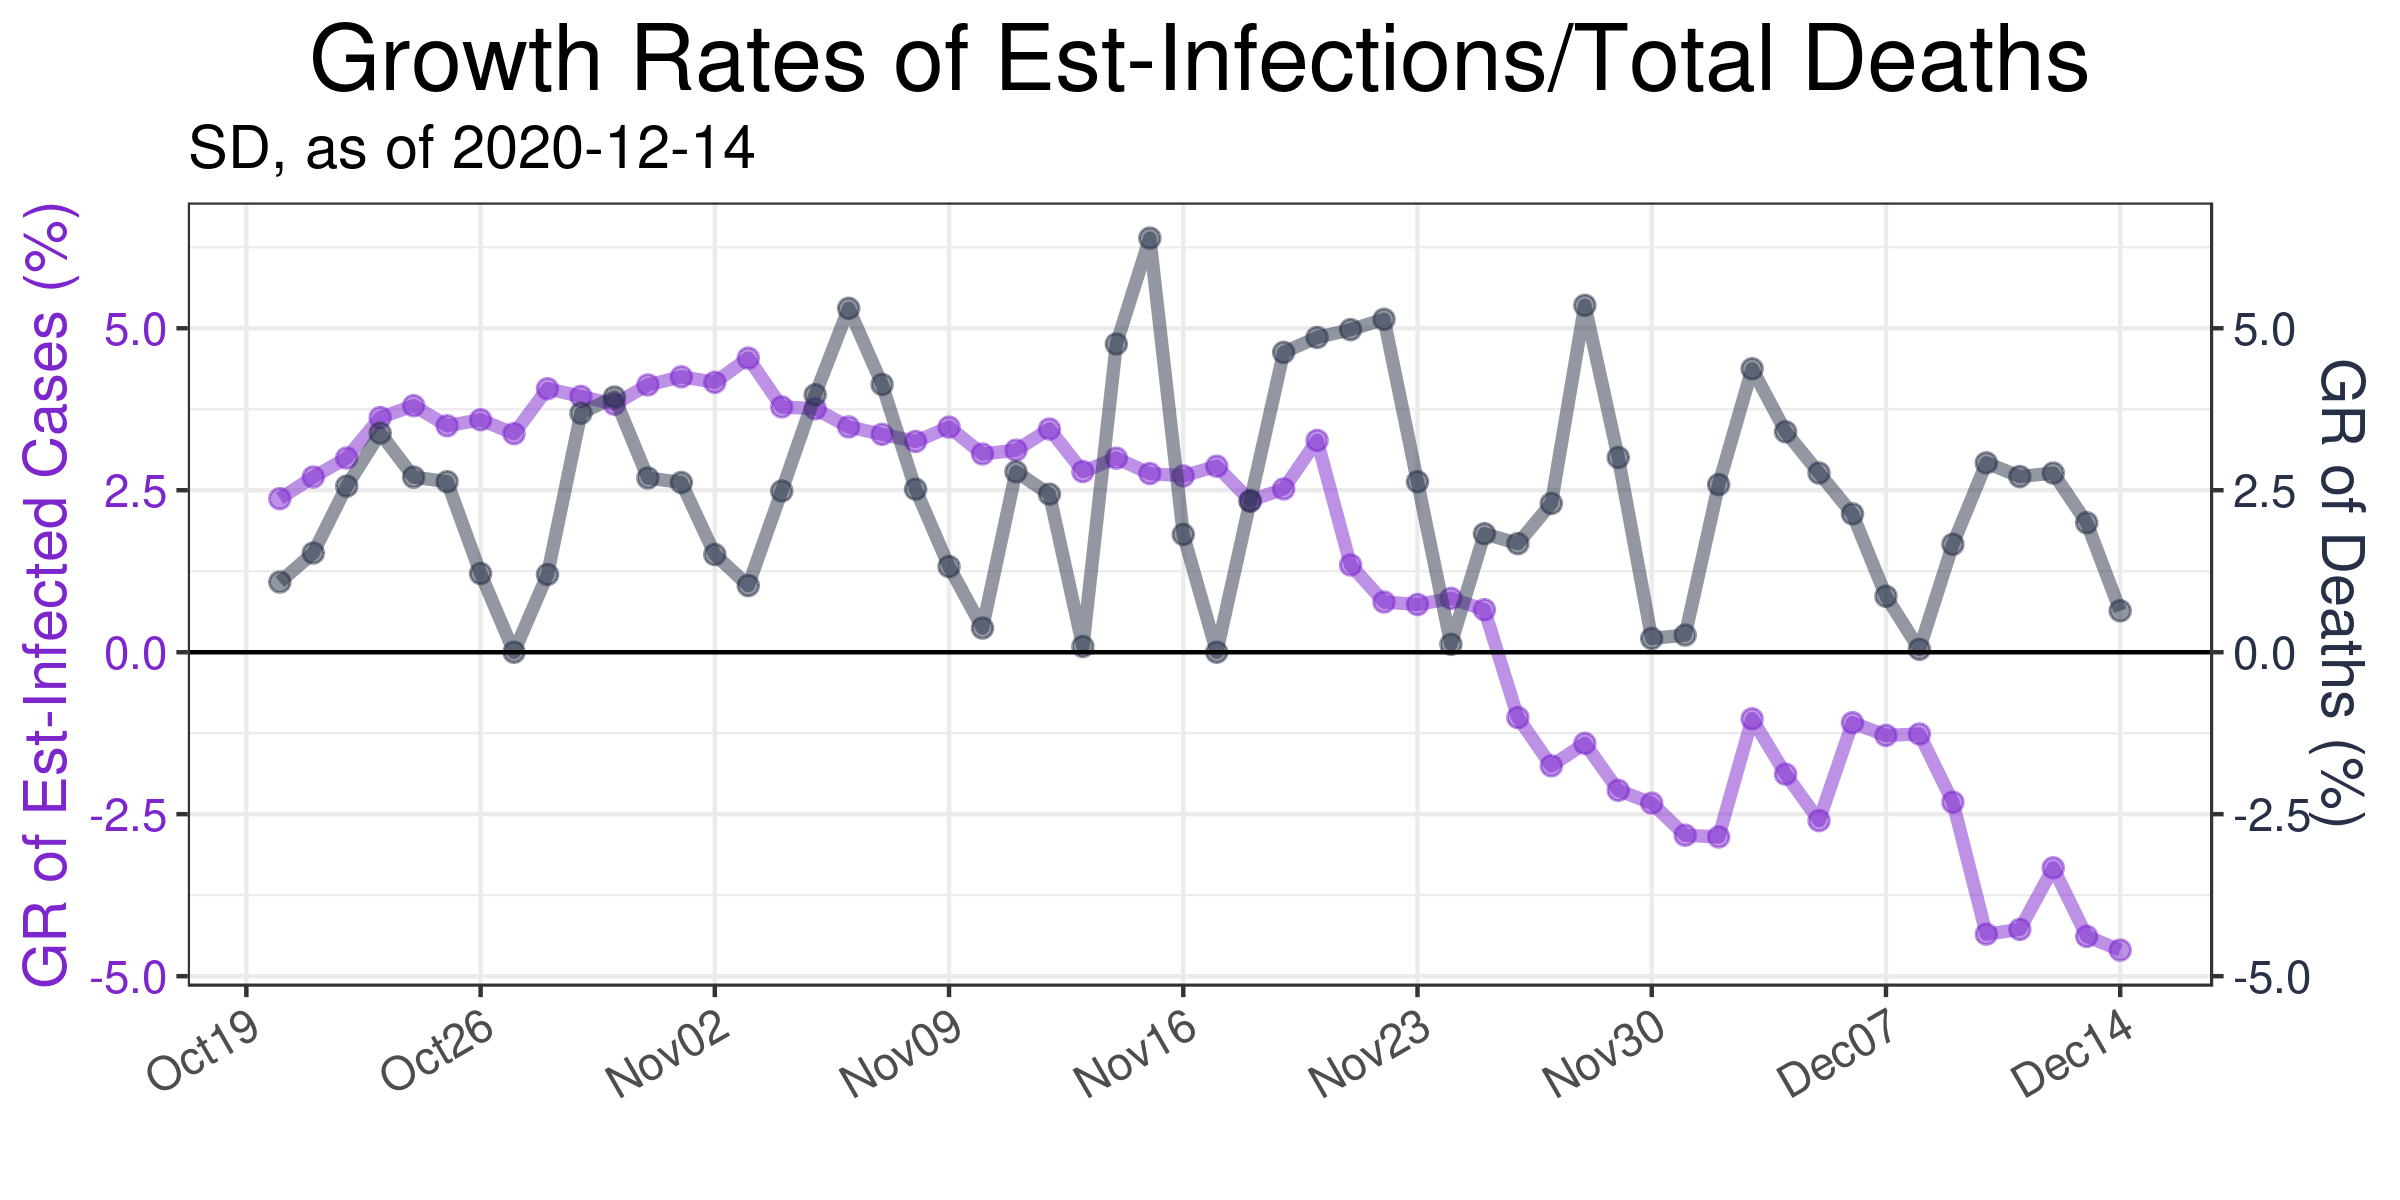 Growth Rates of Est-Infections/Total Deaths
SD, as of 2020-12-14
GR of Est-Infected Cases (%)
5.0
2.5
0.0
-2.5
-5.0
5.0
2.5
0.0
-2.5
-5.0
GR of Deaths (%)
Oct19
Oct26
Nov02
Nov09
Nov16
Nov23
Nov30
Dec07
Dec14